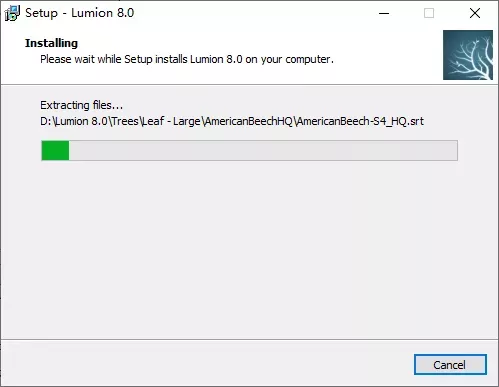 Setup - Lumion 8.0
Installing
Please wait while Setup installs Lumion 8.0 on your computer.
Extracting files...
D:\Lumion 8.0\Trees\Leaf - Large\AmericanBeechHQ\AmericanBeech-S4_HQ.srt
Cancel